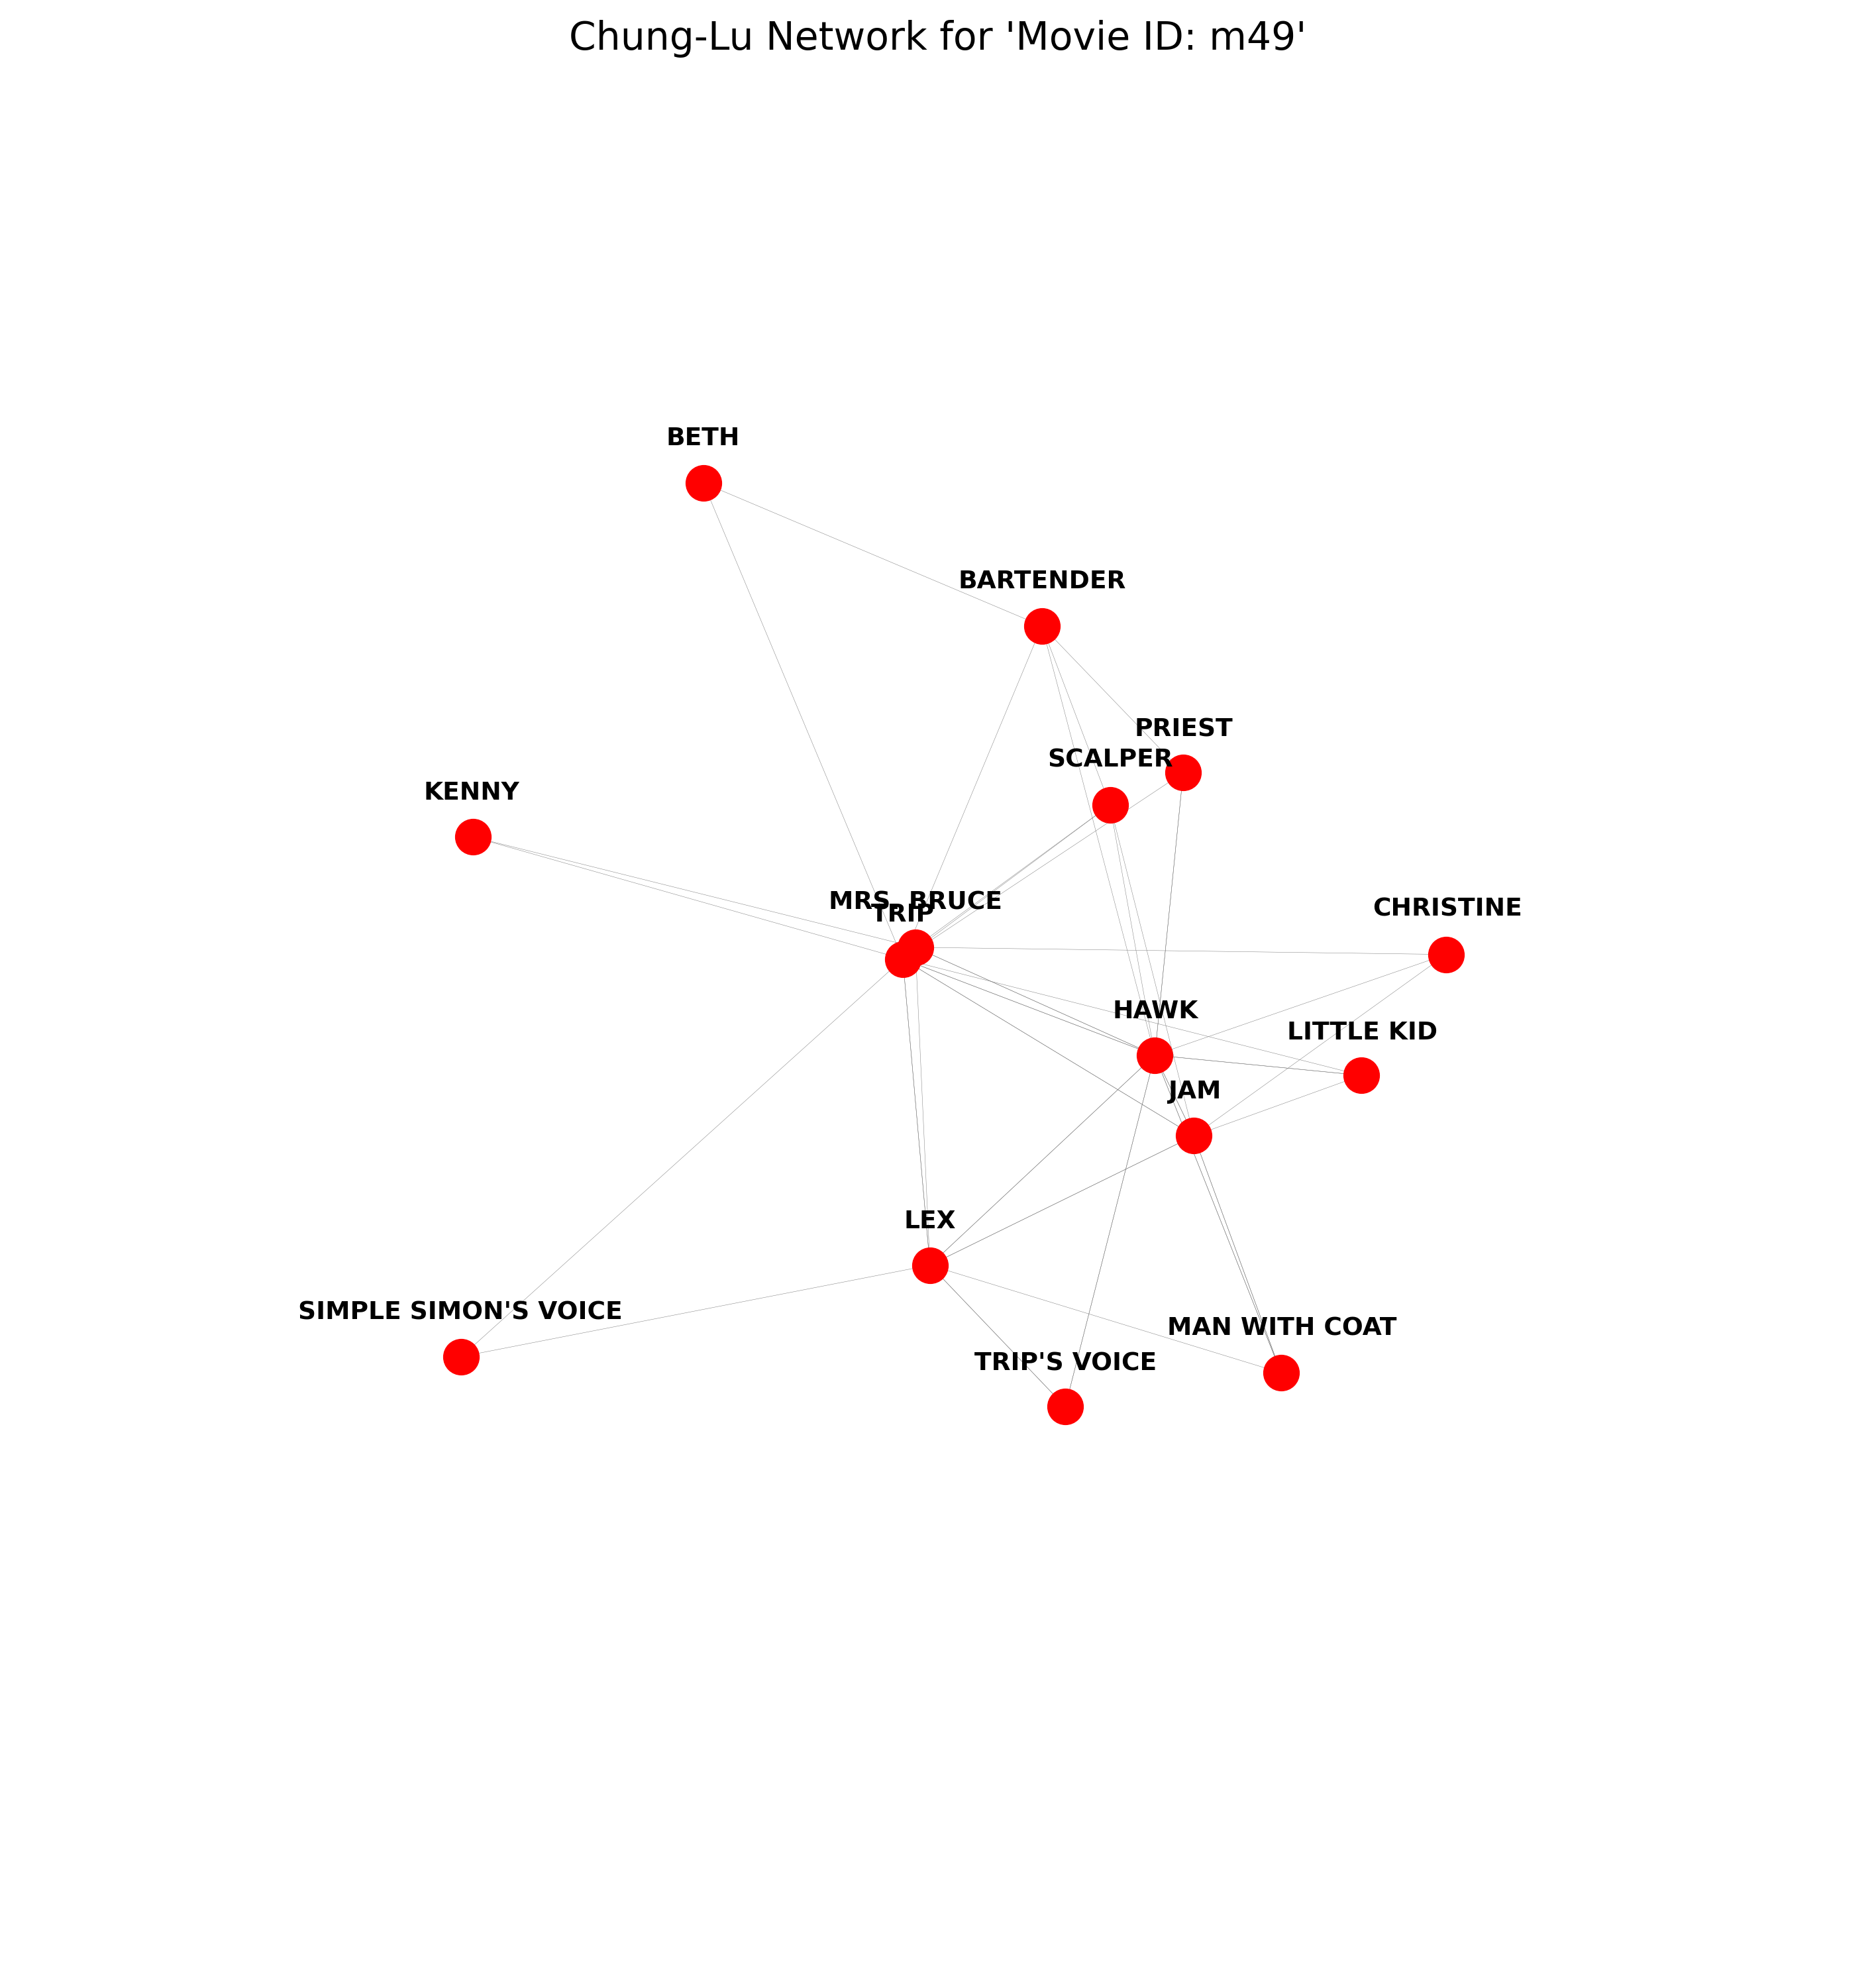 Chung-Lu Network for 'Movie ID: m49'
BETH
BARTENDER
PRIEST
SCALPER
KENNY
MRS. BRUCE
TRIP
CHRISTINE
HAWK
LITTLE KID
JAM
LEX
SIMPLE SIMON'S VOICE
MAN WITH COAT
TRIP'S VOICE